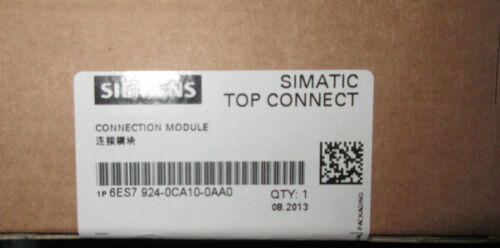 SIEMENS
SIMATIC
TOP CONNECT
CONNECTION MODULE
连接模块
1P 6ES7 924-0CA10-0AA0
QTY: 1
08.2013
PACKAGING